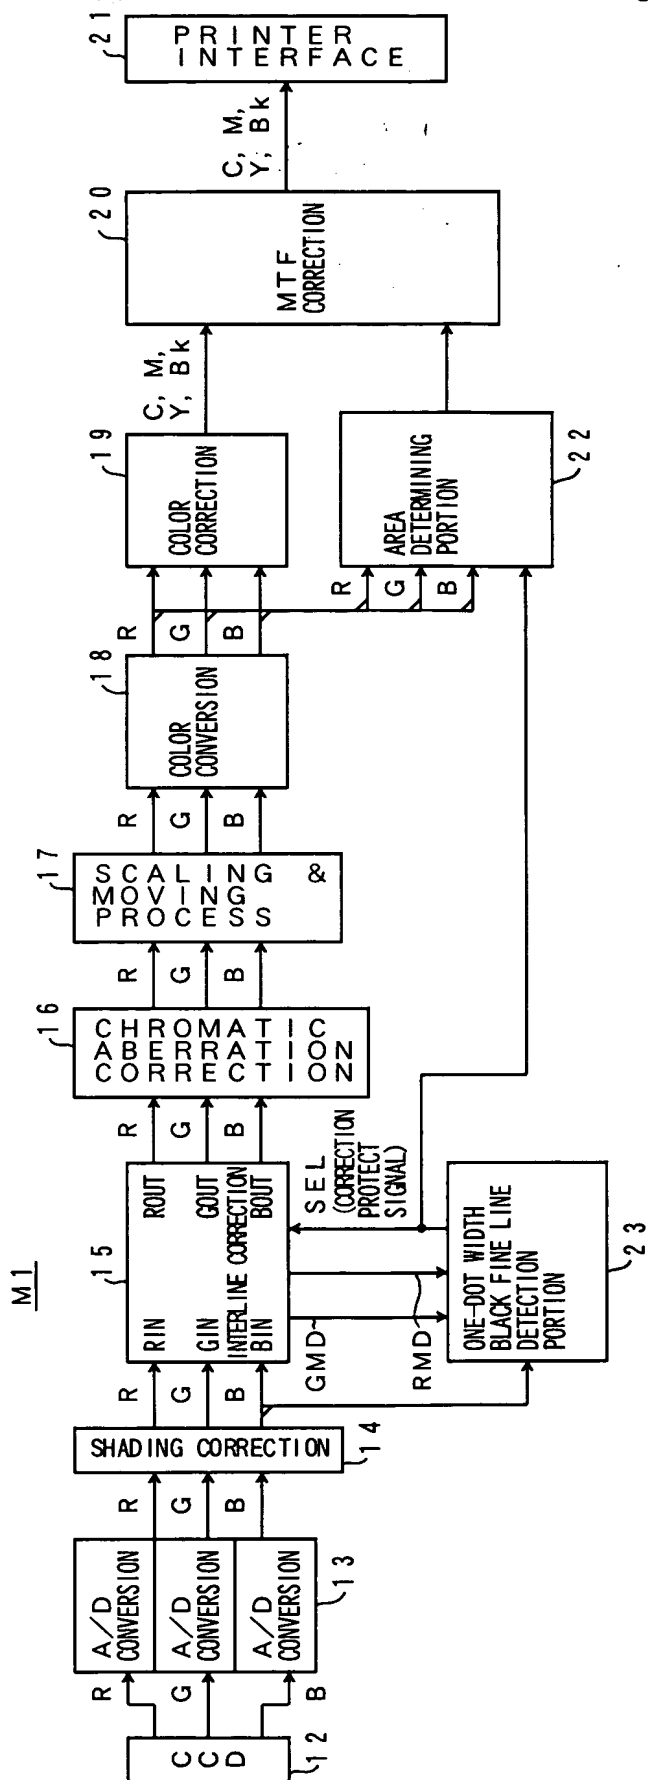 M1
CCD
12
R
G
B
A/D
CONVERSION
A/D
CONVERSION
A/D
CONVERSION
13
R
G
B
SHADING CORRECTION
14
R
G
B
15
RIN
ROUT
GIN
GOUT
INTERLINE CORRECTION
BIN
BOUT
GMD
RMD
SEL
(CORRECTION
PROTECT
SIGNAL)
ONE-DOT WIDTH
BLACK FINE LINE
DETECTION
PORTION
23
R
G
B
16
CHROMATIC
ABERRATION
CORRECTION
R
G
B
17
SCALING &
MOVING
PROCESS
R
G
B
18
COLOR
CONVERSION
R
G
B
19
COLOR
CORRECTION
R
G
B
AREA
DETERMINING
PORTION
22
C, M,
Y, Bk
20
MTF
CORRECTION
C, M,
Y, Bk
21
PRINTER
INTERFACE